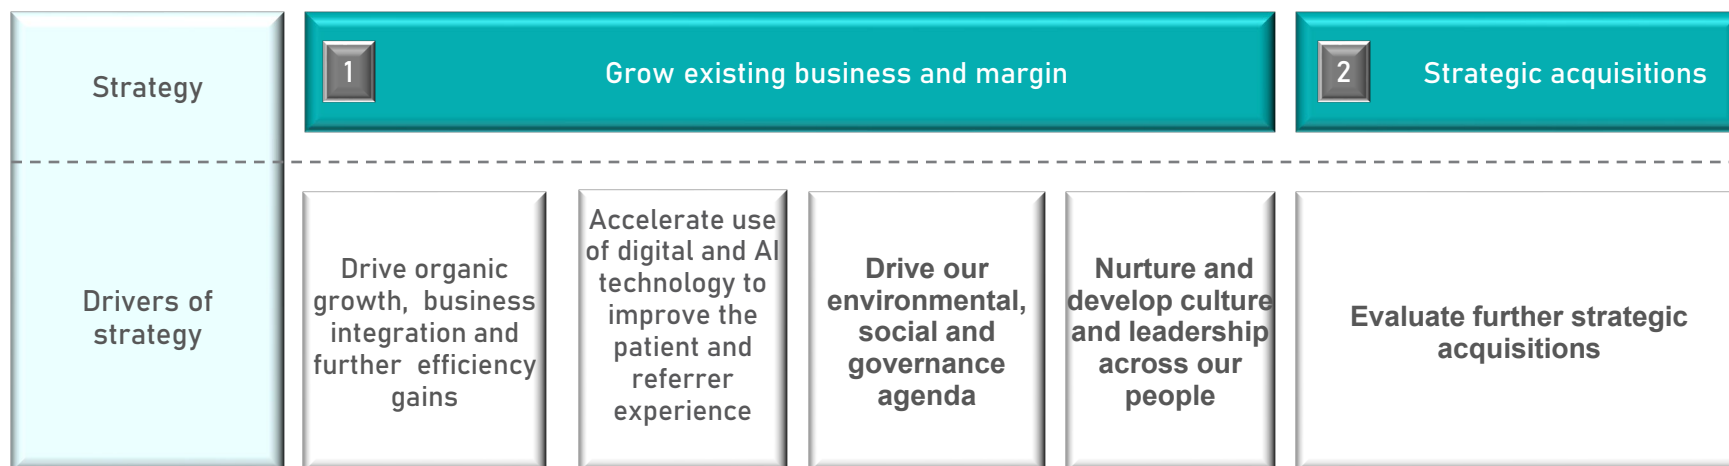 Strategy
1
Grow existing business and margin
2
Strategic acquisitions
Drivers of
strategy
Drive organic
growth, business
integration and
further efficiency
gains
Accelerate use
of digital and AI
technology to
improve the
patient and
referrer
experience
Drive our
environmental,
social and
governance
agenda
Nurture and
develop culture
and leadership
across our
people
Evaluate further strategic
acquisitions